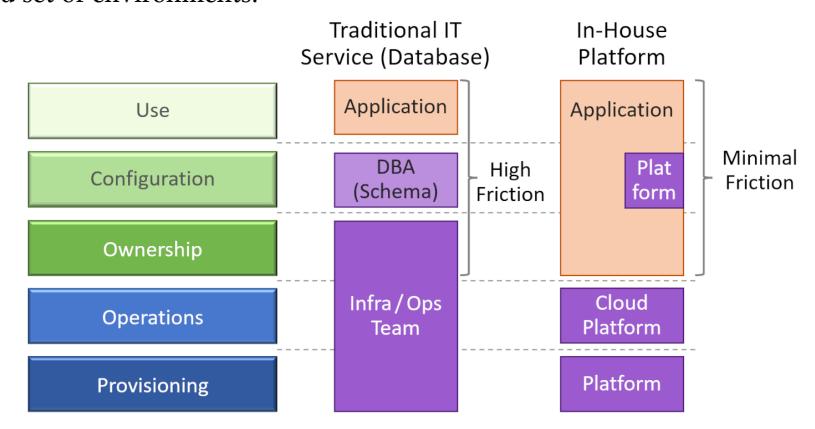 d set of environments.
Traditional IT
Service (Database)
In-House
Platform
Use
Application
Application
Configuration
DBA
(Schema)
High
Friction
Plat
form
Minimal
Friction
Ownership
Operations
Infra / Ops
Team
Cloud
Platform
Provisioning
Platform